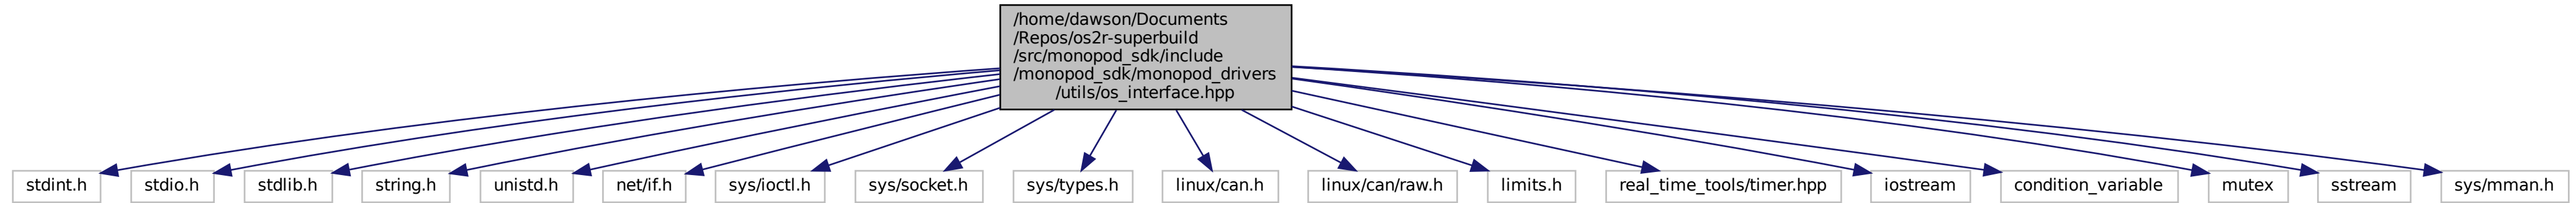 /home/dawson/Documents
/Repos/os2r-superbuild
/src/monopod_sdk/include
/monopod_sdk/monopod_drivers
/utils/os_interface.hpp
stdint.h
stdio.h
stdlib.h
string.h
unistd.h
net/if.h
sys/ioctl.h
sys/socket.h
sys/types.h
linux/can.h
linux/can/raw.h
limits.h
real_time_tools/timer.hpp
iostream
condition_variable
mutex
sstream
sys/mman.h